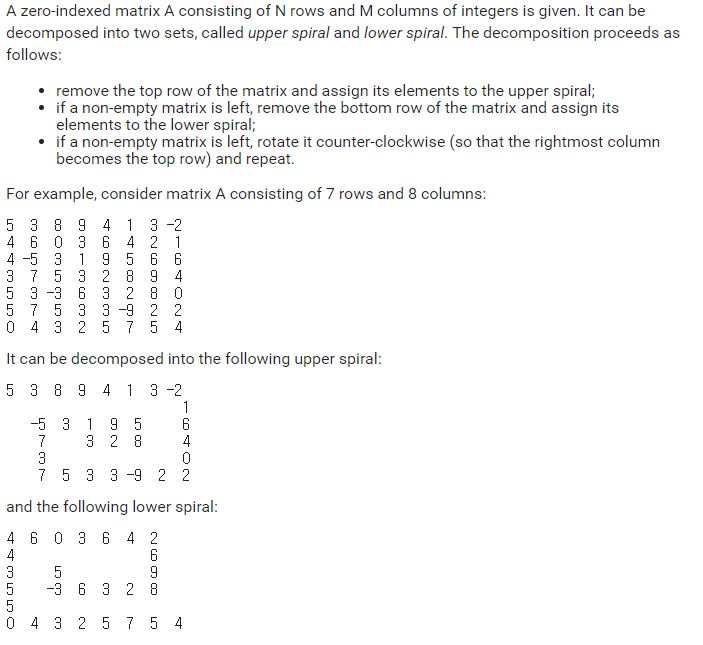 A zero-indexed matrix A consisting of N rows and M columns of integers is given. It can be
decomposed into two sets, called upper spiral and lower spiral. The decomposition proceeds as
follows:
• remove the top row of the matrix and assign its elements to the upper spiral;
• if a non-empty matrix is left, remove the bottom row of the matrix and assign its
elements to the lower spiral;
• if a non-empty matrix is left, rotate it counter-clockwise (so that the rightmost column
becomes the top row) and repeat.
For example, consider matrix A consisting of 7 rows and 8 columns:
5 3 8 9 4 1 3 -2
4 6 0 3 6 4 2 1
4 -5 3 1 9 5 6 6
3 7 5 3 2 8 9 4
5 3 -3 6 3 2 8 0
5 7 5 3 3 -9 2 2
0 4 3 2 5 7 5 4
It can be decomposed into the following upper spiral:
5 3 8 9 4 1 3 -2
1
-5 3 1 9 5 6
7 3 2 8 4
3 0
7 5 3 3 -9 2 2
and the following lower spiral:
4 6 0 3 6 4 2
4 6
3 5 9
5 -3 6 3 2 8
5
0 4 3 2 5 7 5 4